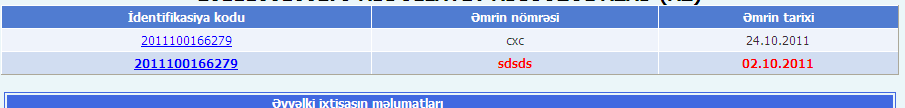 İdentifikasiya kodu Əmrin nömrəsi Əmrin tarixi
2011100166279 cxc 24.10.2011
2011100166279 sdsds 02.10.2011
Əvvəlki ixtisasın məlumatları